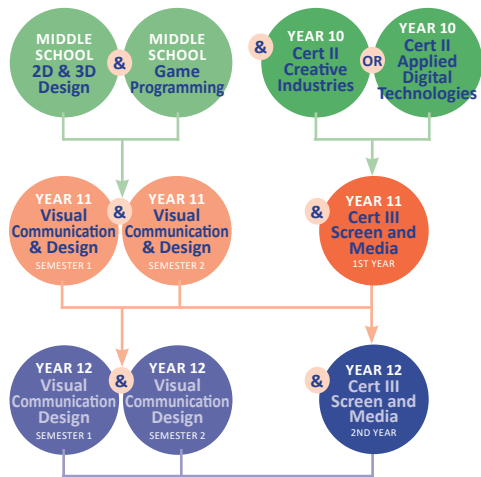 MIDDLE
SCHOOL
2D & 3D
Design
&
MIDDLE
SCHOOL
Game
Programming
&
YEAR 10
Cert II
Creative
Industries
OR
YEAR 10
Cert II
Applied
Digital
Technologies
YEAR 11
Visual
Communication
& Design
SEMESTER 1
&
YEAR 11
Visual
Communication
& Design
SEMESTER 2
&
YEAR 11
Cert III
Screen and
Media
1ST YEAR
YEAR 12
Visual
Communication
Design
SEMESTER 1
&
YEAR 12
Visual
Communication
Design
SEMESTER 2
&
YEAR 12
Cert III
Screen and
Media
2ND YEAR